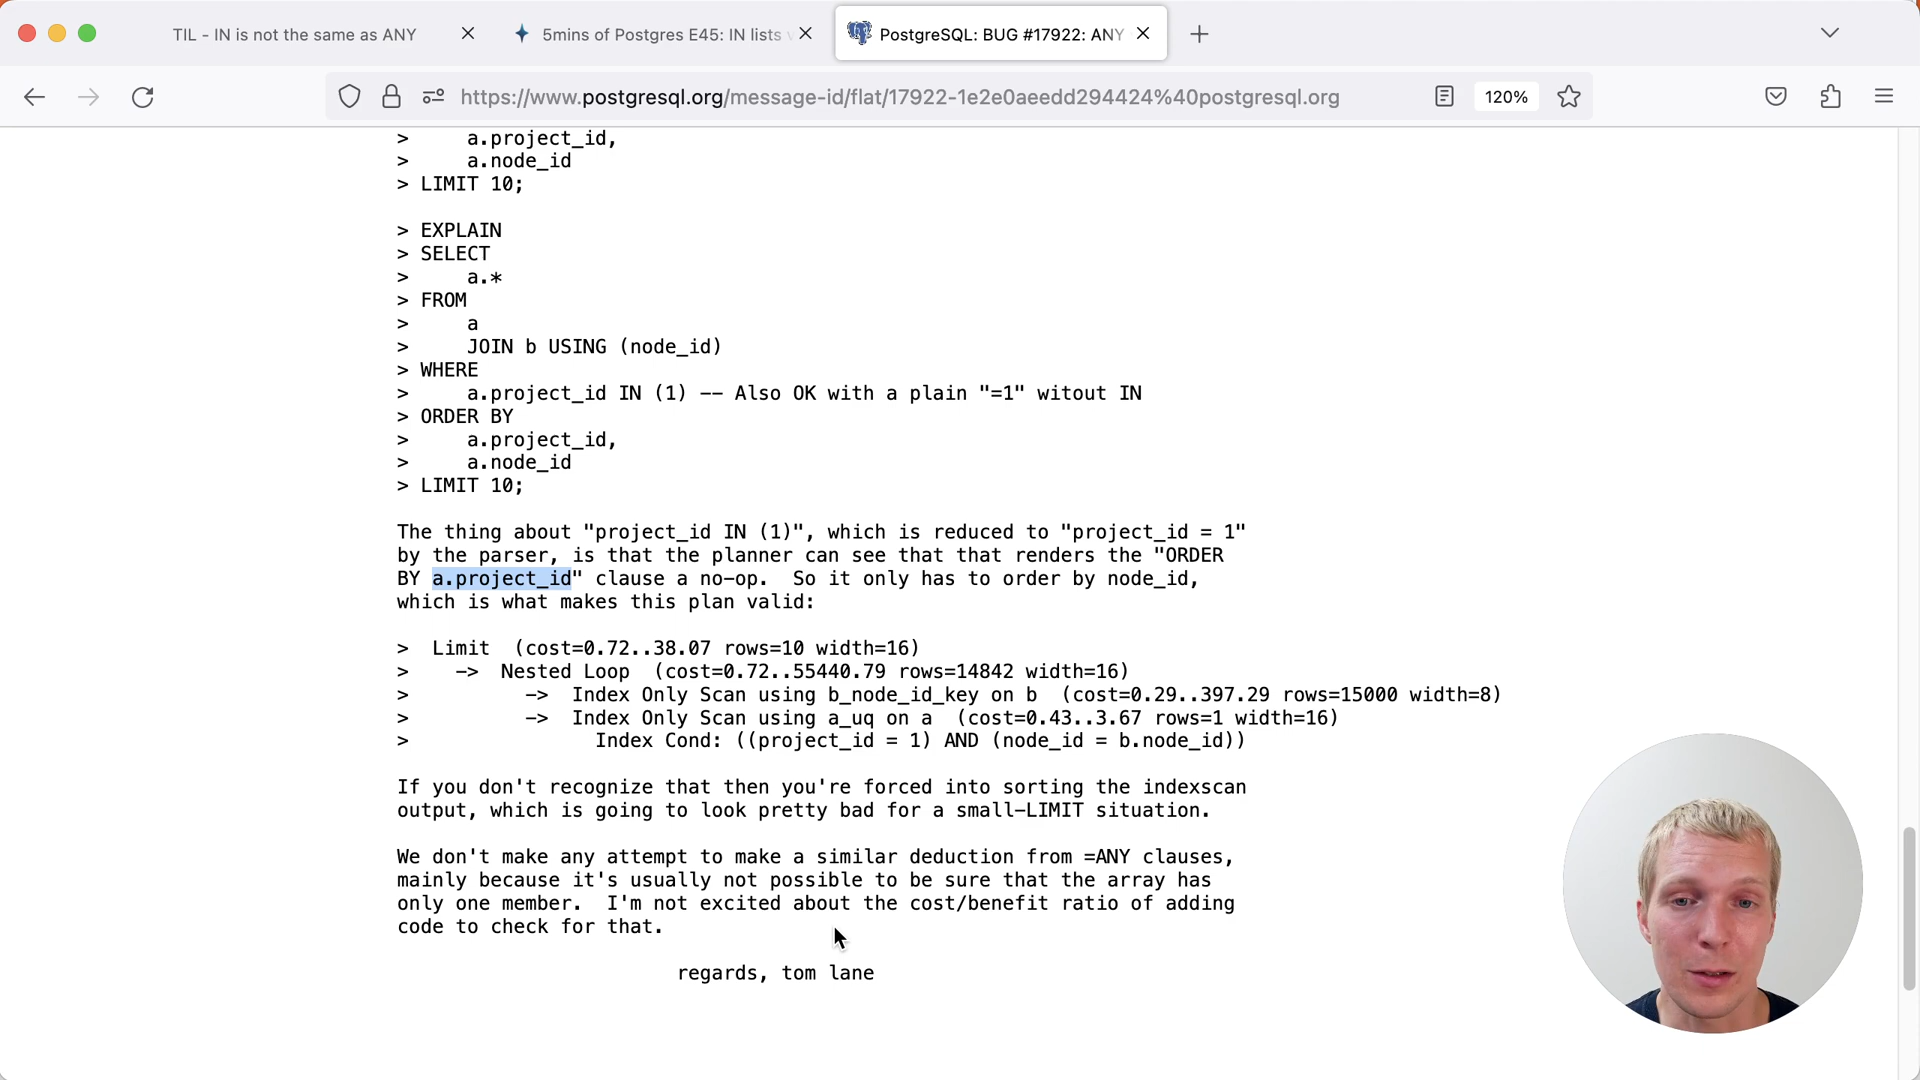 TIL - IN is not the same as ANY
5mins of Postgres E45: IN lists
PostgreSQL: BUG #17922: ANY
https://www.postgresql.org/message-id/flat/17922-1e2e0aeedd294424%40postgresql.org
120%
>     a.project_id,
>     a.node_id
> LIMIT 10;
> EXPLAIN
> SELECT
>     a.*
> FROM
>     a
>     JOIN b USING (node_id)
> WHERE
>     a.project_id IN (1) -- Also OK with a plain "=1" witout IN
> ORDER BY
>     a.project_id,
>     a.node_id
> LIMIT 10;
The thing about "project_id IN (1)", which is reduced to "project_id = 1"
by the parser, is that the planner can see that that renders the "ORDER
BY a.project_id" clause a no-op.  So it only has to order by node_id,
which is what makes this plan valid:
>  Limit  (cost=0.72..38.07 rows=10 width=16)
>    ->  Nested Loop  (cost=0.72..55440.79 rows=14842 width=16)
>          ->  Index Only Scan using b_node_id_key on b  (cost=0.29..397.29 rows=15000 width=8)
>          ->  Index Only Scan using a_uq on a  (cost=0.43..3.67 rows=1 width=16)
>                Index Cond: ((project_id = 1) AND (node_id = b.node_id))
If you don't recognize that then you're forced into sorting the indexscan
output, which is going to look pretty bad for a small-LIMIT situation.
We don't make any attempt to make a similar deduction from =ANY clauses,
mainly because it's usually not possible to be sure that the array has
only one member.  I'm not excited about the cost/benefit ratio of adding
code to check for that.
regards, tom lane